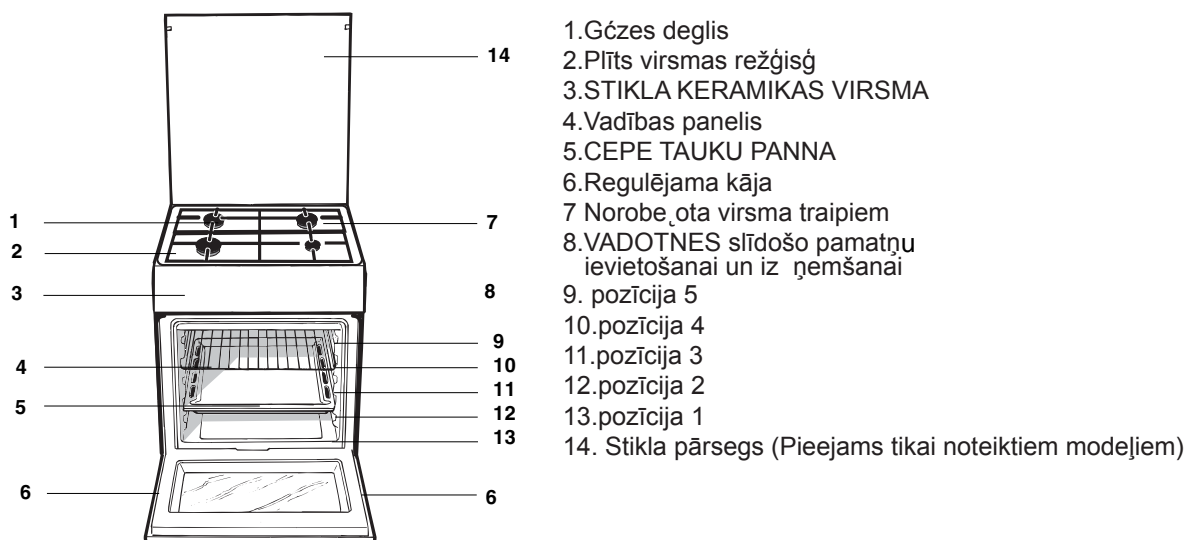 14
1
2
3
4
5
6
7
8
9
10
11
12
13
6
1.Gćzes deglis
2.Plīts virsmas režģisģ
3.STIKLA KERAMIKAS VIRSMA
4.Vadības panelis
5.CEPE TAUKU PANNA
6.Regulējama kāja
7 Norobe˛ota virsma traipiem
8.VADOTNES slīdošo pamatņu
ievietošanai un iz ņemšanai
9. pozīcija 5
10.pozīcija 4
11.pozīcija 3
12.pozīcija 2
13.pozīcija 1
14. Stikla pārsegs (Pieejams tikai noteiktiem modeļiem)